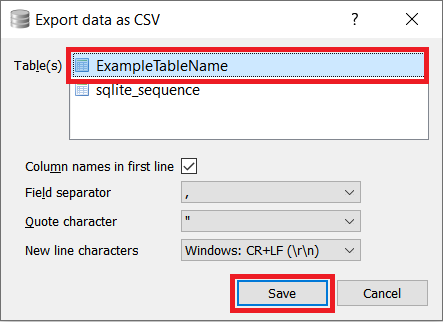 Export data as CSV
Table(s)
ExampleTableName
sqlite_sequence
Column names in first line
Field separator ,
Quote character "
New line characters Windows: CR+LF (\r\n)
Save Cancel